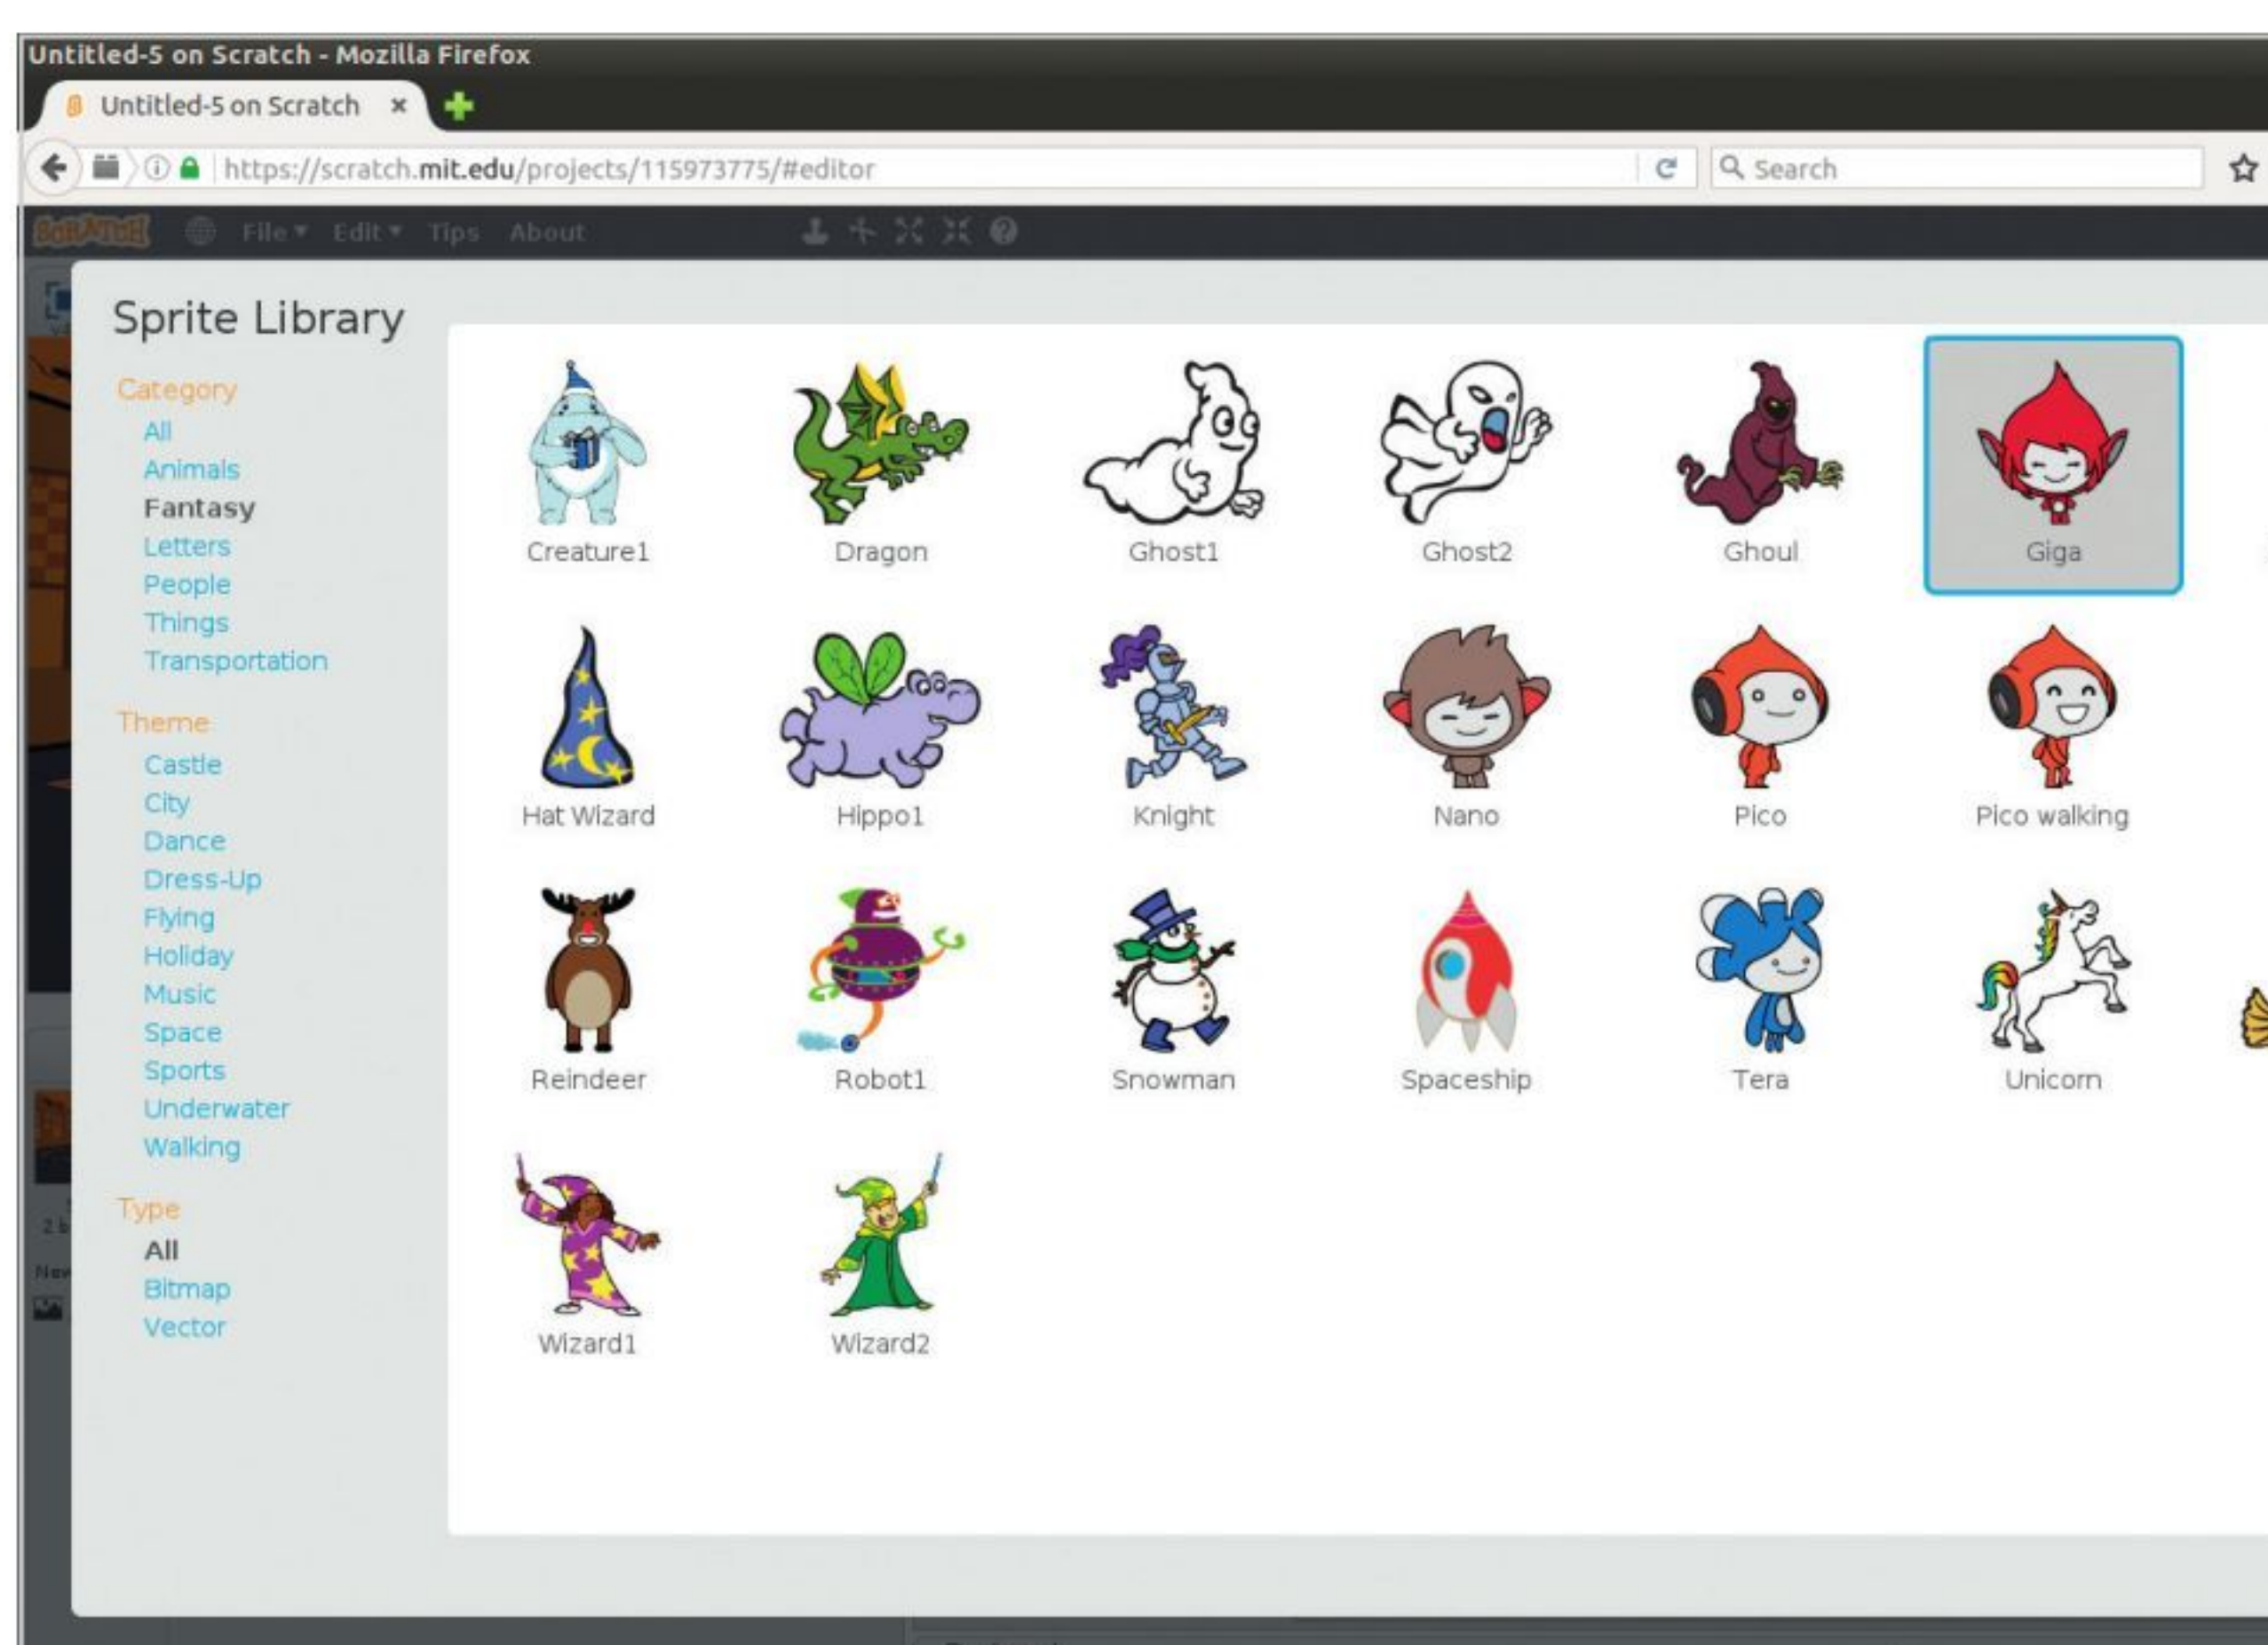 Untitled-5 on Scratch - Mozilla Firefox
Untitled-5 on Scratch
https://scratch.mit.edu/projects/115973775/#editor
Search
SCRATCH File Edit Tips About
Sprite Library
Category
All
Animals
Fantasy
Letters
People
Things
Transportation
Theme
Castle
City
Dance
Dress-Up
Flying
Holiday
Music
Space
Sports
Underwater
Walking
Type
All
Bitmap
Vector
Creature1 Dragon Ghost1 Ghost2 Ghoul Giga
Hat Wizard Hippo1 Knight Nano Pico Pico walking
Reindeer Robot1 Snowman Spaceship Tera Unicorn
Wizard1 Wizard2